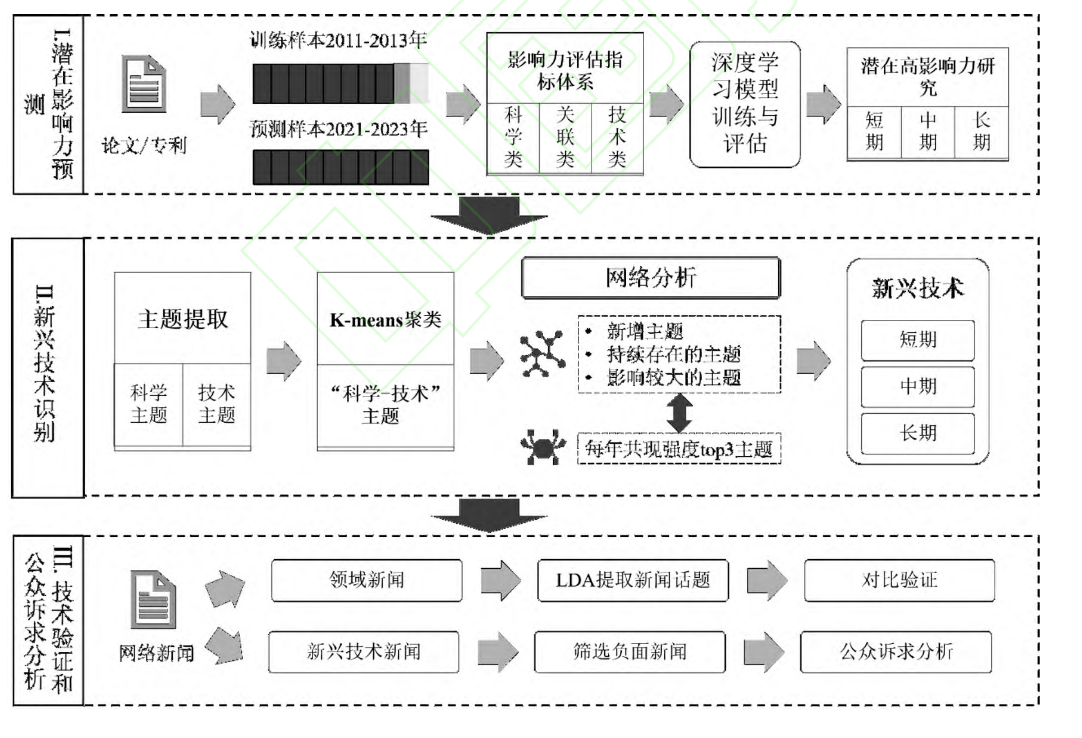 I.潜在影响力预
测
论文/专利
训练样本2011-2013年
预测样本2021-2023年
影响力评估指
标体系
科学类
关联类
技术类
深度学
习模型
训练与
评估
潜在高影响力研
究
短期
中期
长期
II.新兴技术识别
主题提取
科学
主题
技术
主题
K-means聚类
“科学-技术”
主题
网络分析
• 新增主题
• 持续存在的主题
• 影响较大的主题
每年共现强度top3主题
新兴技术
短期
中期
长期
III.技术验证和
公众诉求分析
网络新闻
领域新闻
LDA提取新闻话题
对比验证
新兴技术新闻
筛选负面新闻
公众诉求分析